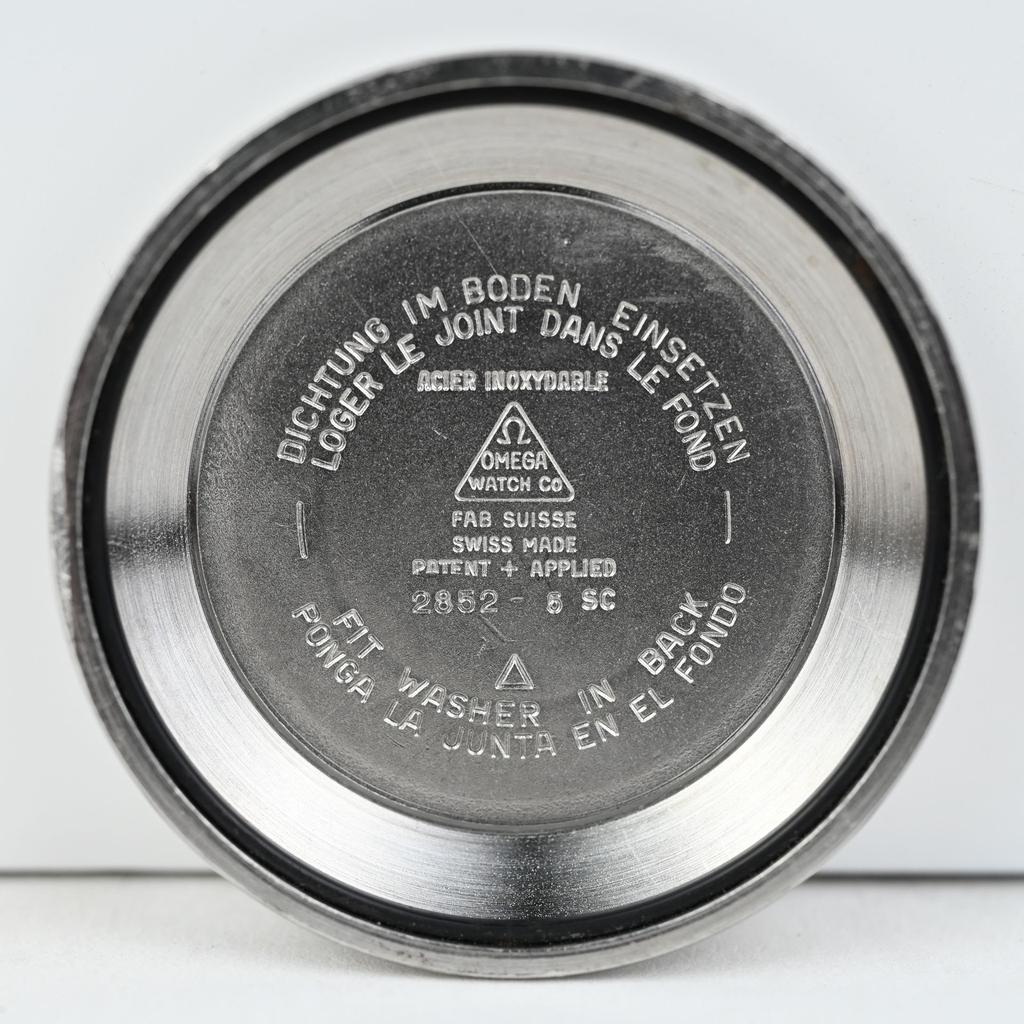 DICHTUNG IM BODEN EINSETZEN
LOGER LE JOINT DANS LE FOND
ACIER INOXYDABLE
Ω
OMEGA
WATCH CO
FAB SUISSE
SWISS MADE
PATENT + APPLIED
2852 - 5 SC
FIT WASHER IN BACK
PONGA LA JUNTA EN EL FONDO